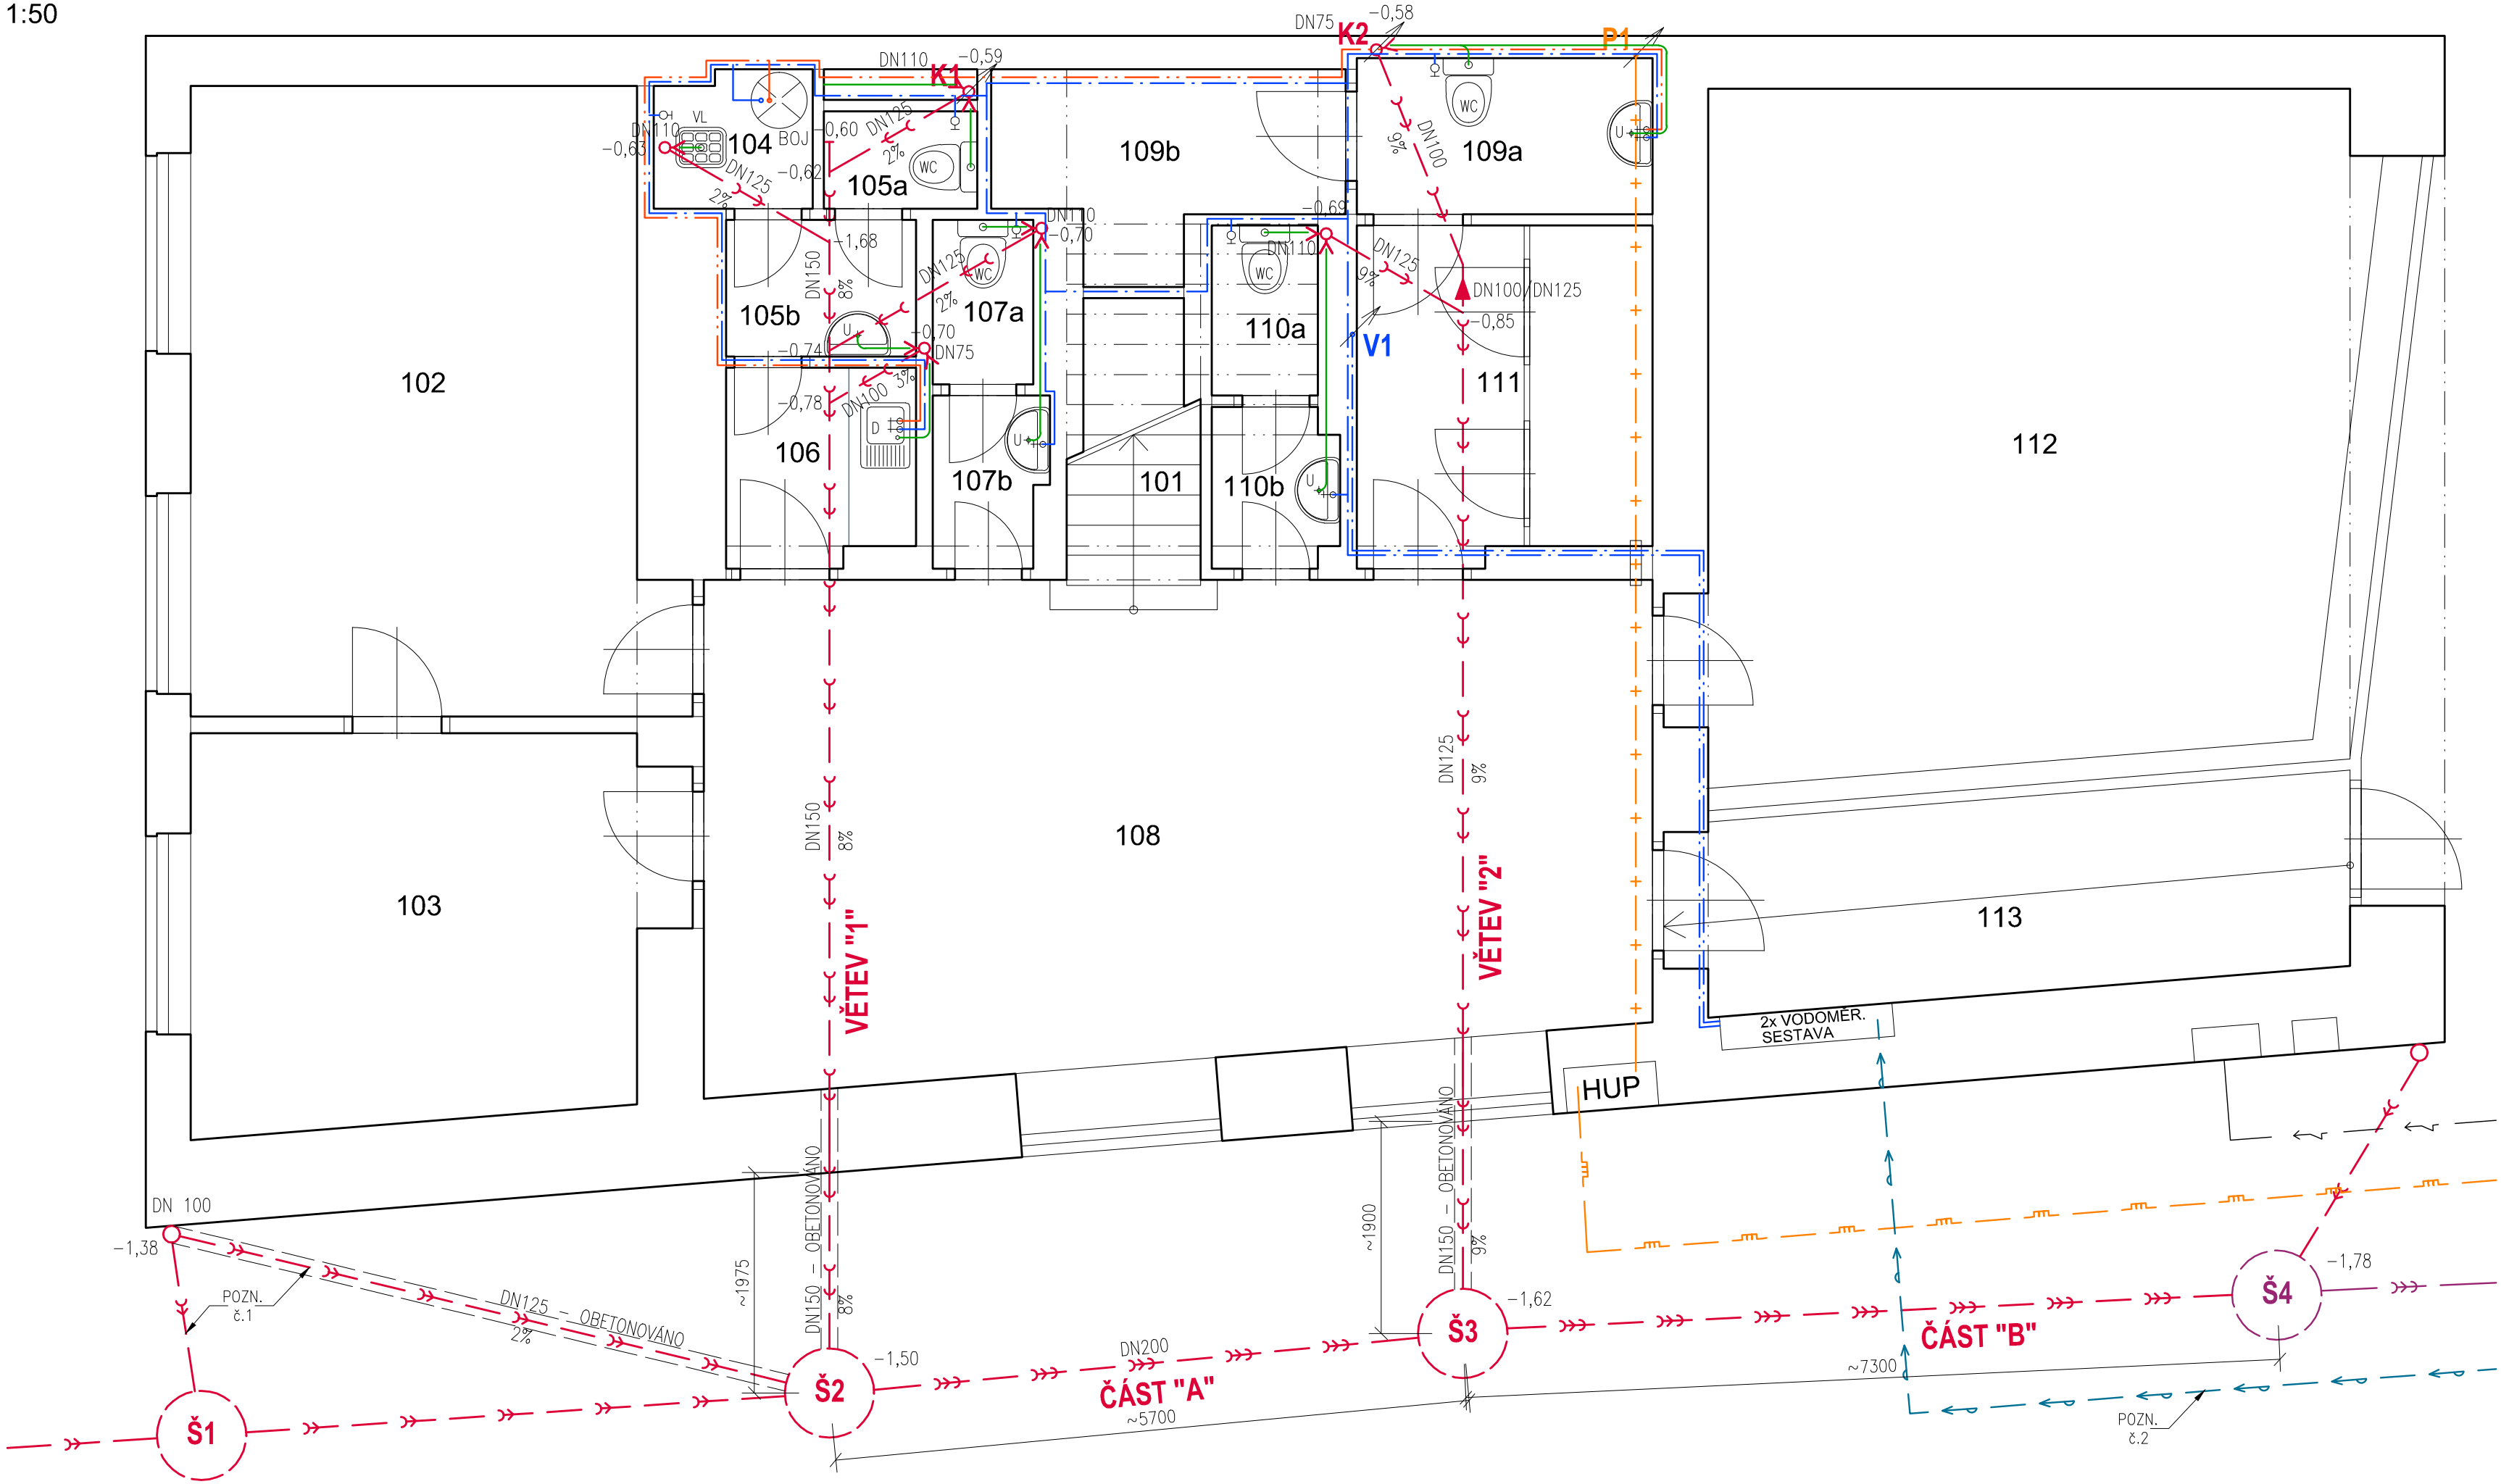 1:50
DN75
-0,58
K2
P1
DN110
-0,59
K1
VL
DN110
-0,63
104
BOJ
-0,60
DN125
2%
-0,62
105a
WC
DN125
2%
109b
DN100
9%
WC
109a
U
DN110
-0,70
-0,69
DN110
DN125
9%
-1,68
DN150
8%
DN125
2%
WC
107a
WC
110a
DN100/DN125
-0,85
V1
105b
U
-0,70
DN75
-0,74
102
111
3%
DN100
-0,78
D
106
U
107b
101
110b
U
112
DN125
9%
DN150
8%
108
103
113
VĚTEV "1"
VĚTEV "2"
2x VODOMĚR.
SESTAVA
HUP
DN 100
-1,38
POZN.
č.1
DN125 - OBETONOVÁNO
2%
~1975
DN150 - OBETONOVÁNO
8%
~1900
DN150 - OBETONOVÁNO
9%
-1,78
Š4
-1,62
Š3
ČÁST "B"
-1,50
Š2
DN200
ČÁST "A"
~5700
~7300
Š1
POZN.
č.2